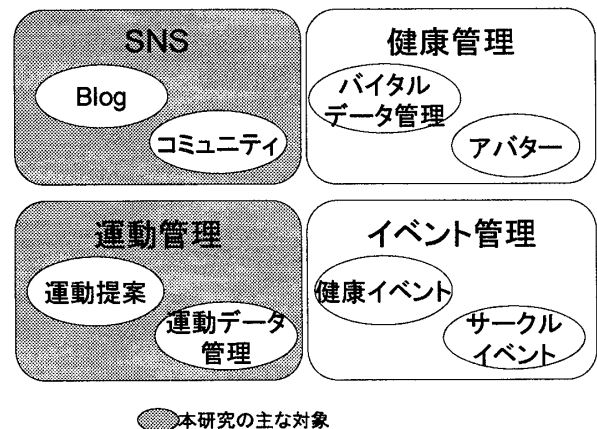 SNS
Blog
コミュニティ
健康管理
バイタル
データ管理
アバター
運動管理
運動提案
運動データ
管理
イベント管理
健康イベント
サークル
イベント
本研究の主な対象